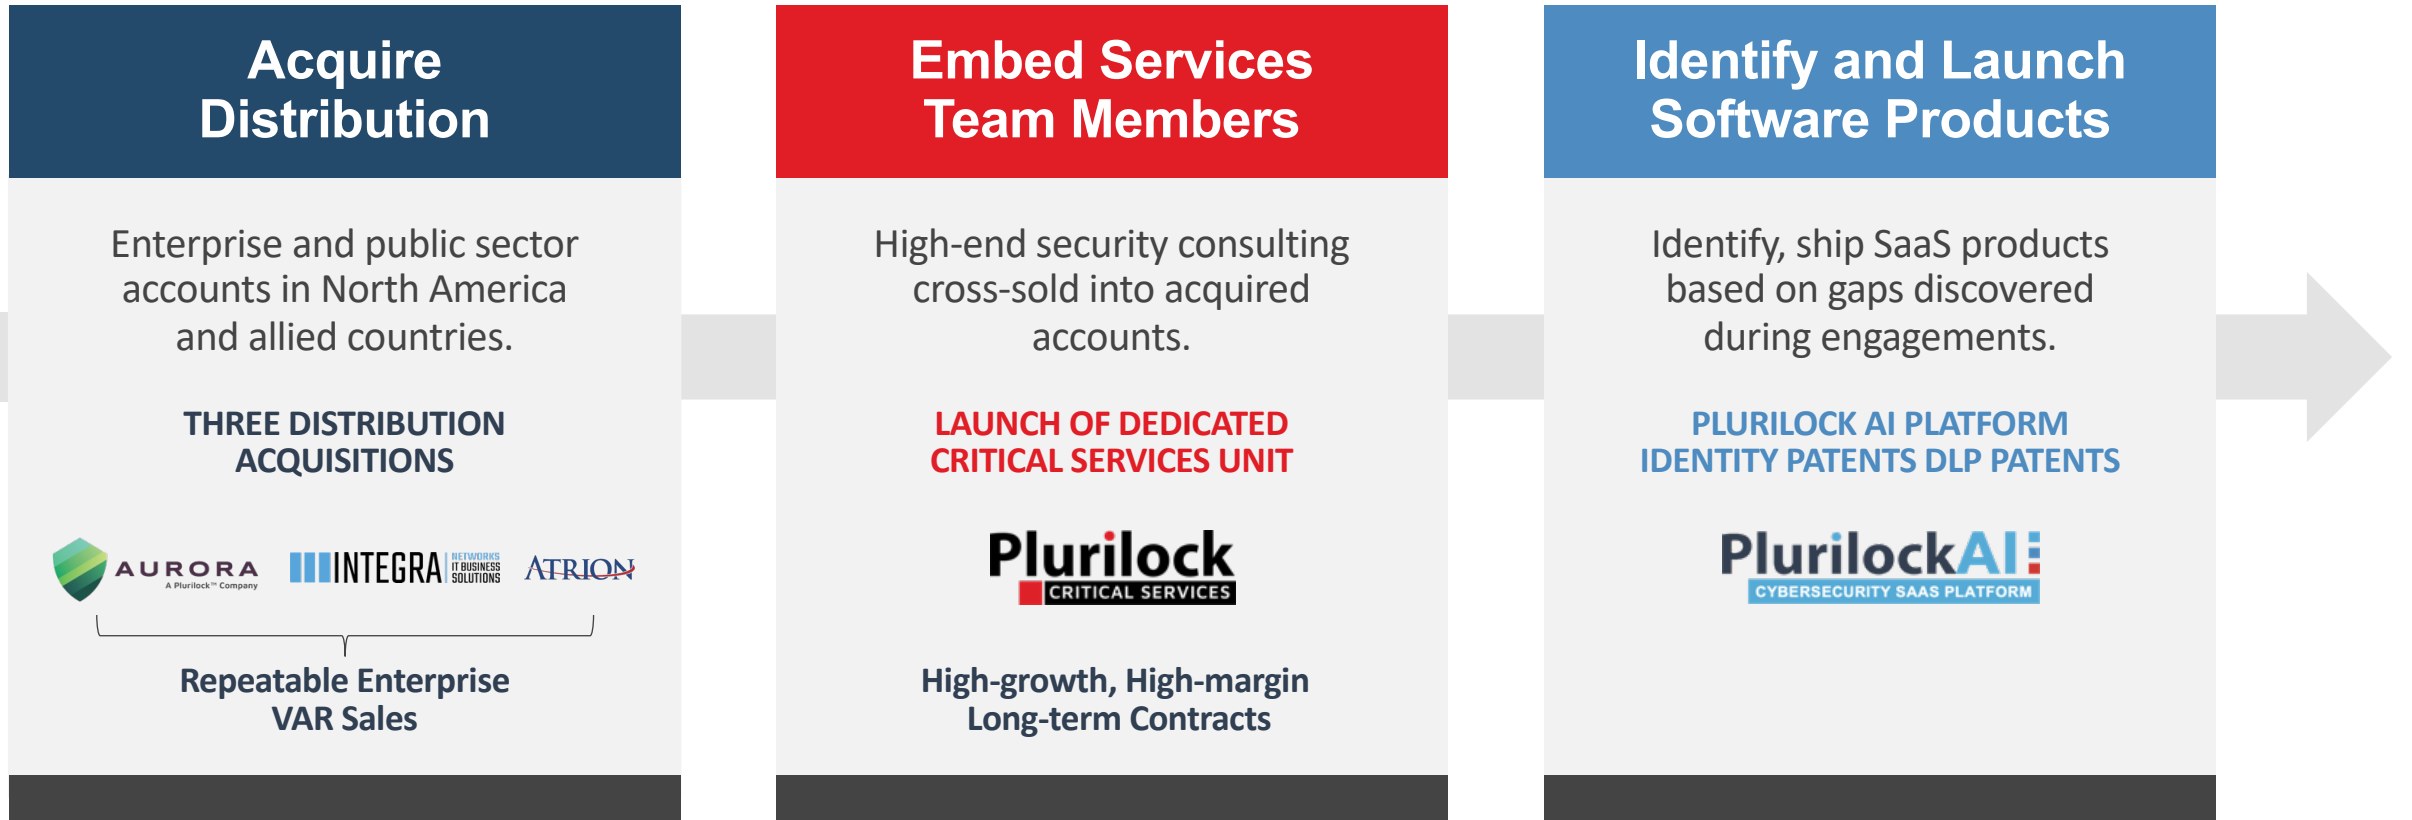 Acquire
Distribution
Enterprise and public sector
accounts in North America
and allied countries.
THREE DISTRIBUTION
ACQUISITIONS
AURORA
A Plurilock™ Company
INTEGRA
NETWORKS
IT BUSINESS
SOLUTIONS
ATRION
Repeatable Enterprise
VAR Sales
Embed Services
Team Members
High-end security consulting
cross-sold into acquired
accounts.
LAUNCH OF DEDICATED
CRITICAL SERVICES UNIT
Plurilock
CRITICAL SERVICES
High-growth, High-margin
Long-term Contracts
Identify and Launch
Software Products
Identify, ship SaaS products
based on gaps discovered
during engagements.
PLURILOCK AI PLATFORM
IDENTITY PATENTS DLP PATENTS
PlurilockAI
CYBERSECURITY SAAS PLATFORM